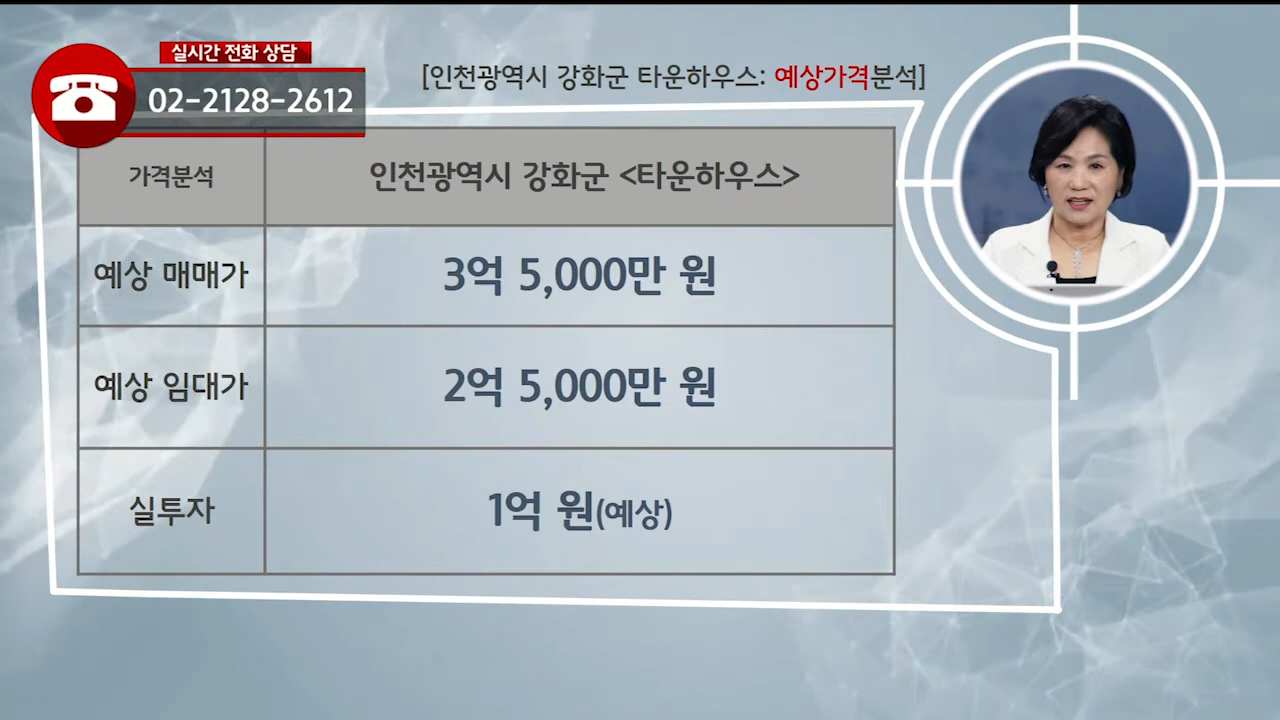 실시간 전화 상담
02-2128-2612
[인천광역시 강화군 타운하우스: 예상가격분석]
가격분석 인천광역시 강화군 <타운하우스>
예상 매매가 3억 5,000만 원
예상 임대가 2억 5,000만 원
실투자 1억 원(예상)